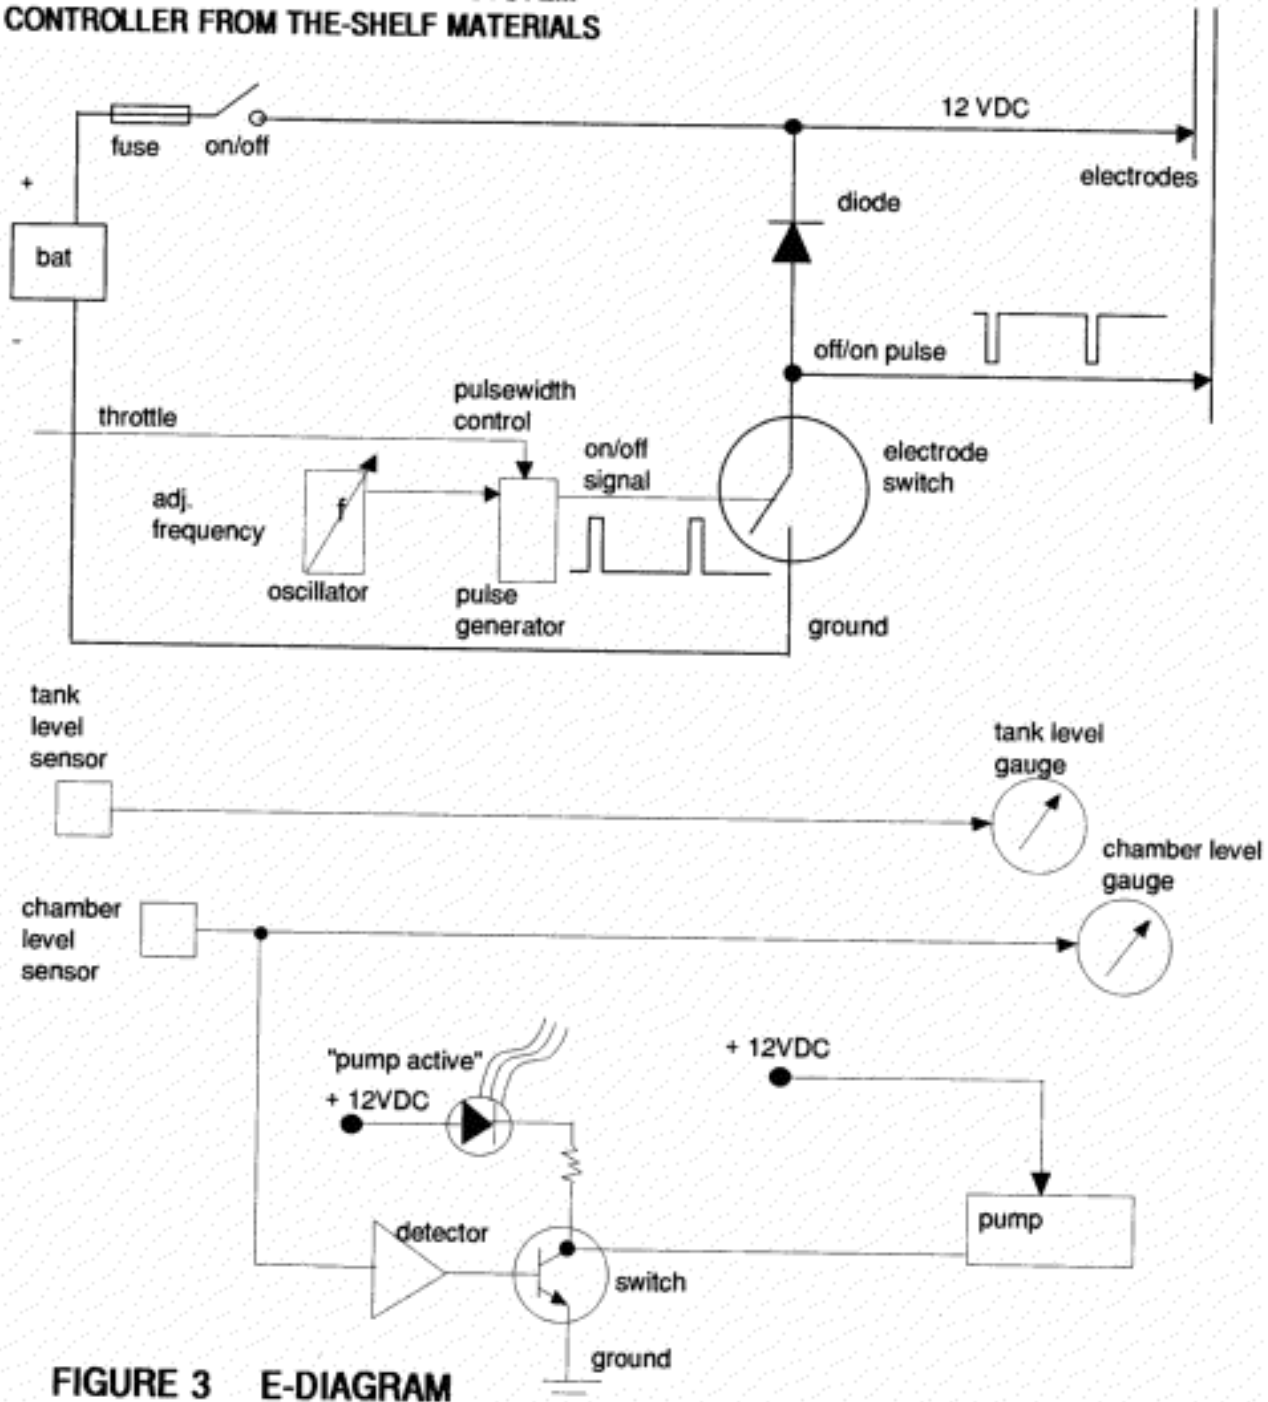 CONTROLLER FROM THE-SHELF MATERIALS
fuse
on/off
12 VDC
electrodes
+
diode
bat
-
off/on pulse
pulsewidth
control
throttle
on/off
signal
electrode
switch
adj.
frequency
f
oscillator
pulse
generator
ground
tank
level
sensor
tank level
gauge
chamber level
gauge
chamber
level
sensor
"pump active"
+ 12VDC
+ 12VDC
pump
detector
switch
ground
FIGURE 3 E-DIAGRAM